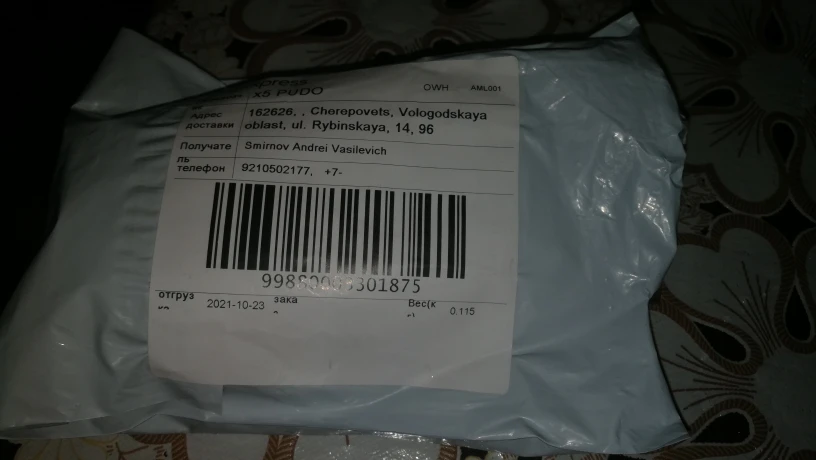 xpress
x5 PUDO OWH AML001
Адрес доставки 162626, , Cherepovets, Vologodskaya
oblast, ul. Rybinskaya, 14, 96
Получате Smirnov Andrei Vasilevich
ль
телефон 9210502177, +7-
отгруз 2021-10-23 зака Вес(к 0.115